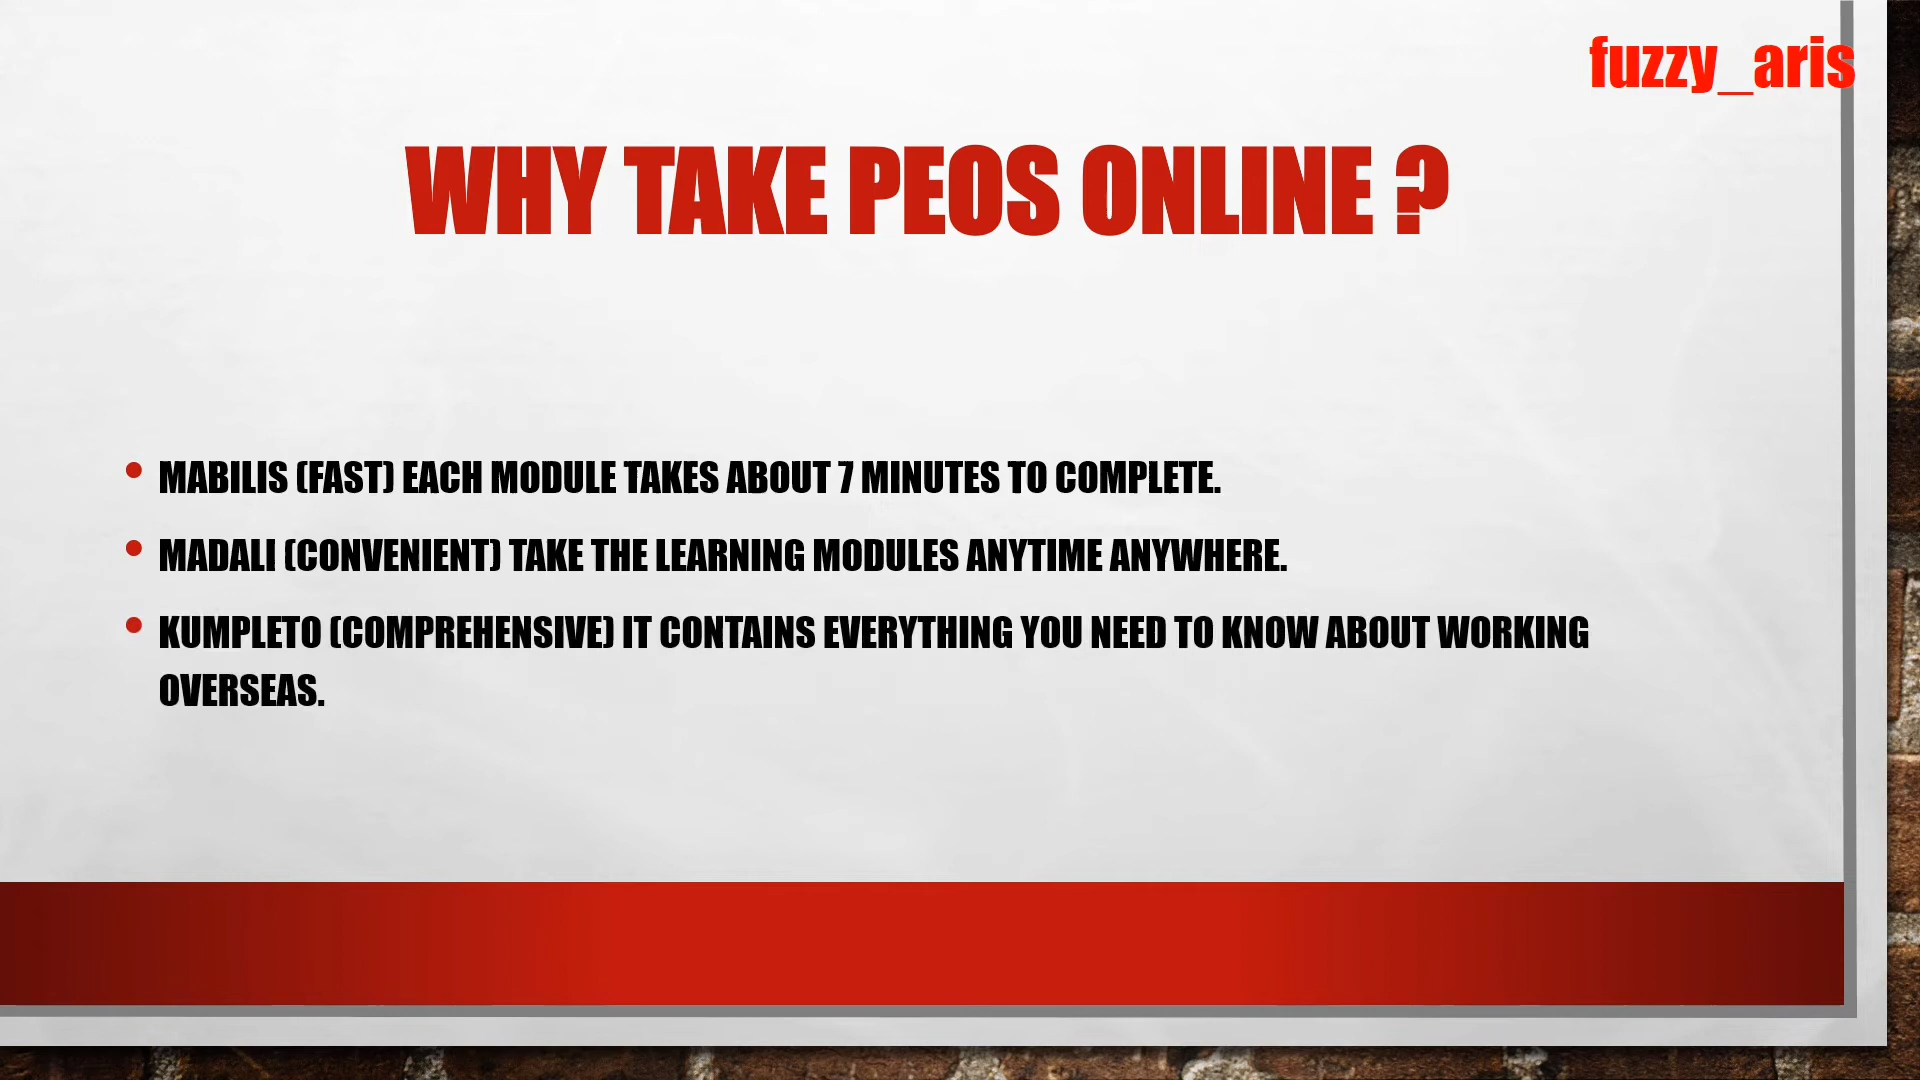 fuzzy_aris
WHY TAKE PEOS ONLINE ?
• MABILIS (FAST) EACH MODULE TAKES ABOUT 7 MINUTES TO COMPLETE.
• MADALI (CONVENIENT) TAKE THE LEARNING MODULES ANYTIME ANYWHERE.
• KUMPLETO (COMPREHENSIVE) IT CONTAINS EVERYTHING YOU NEED TO KNOW ABOUT WORKING
OVERSEAS.